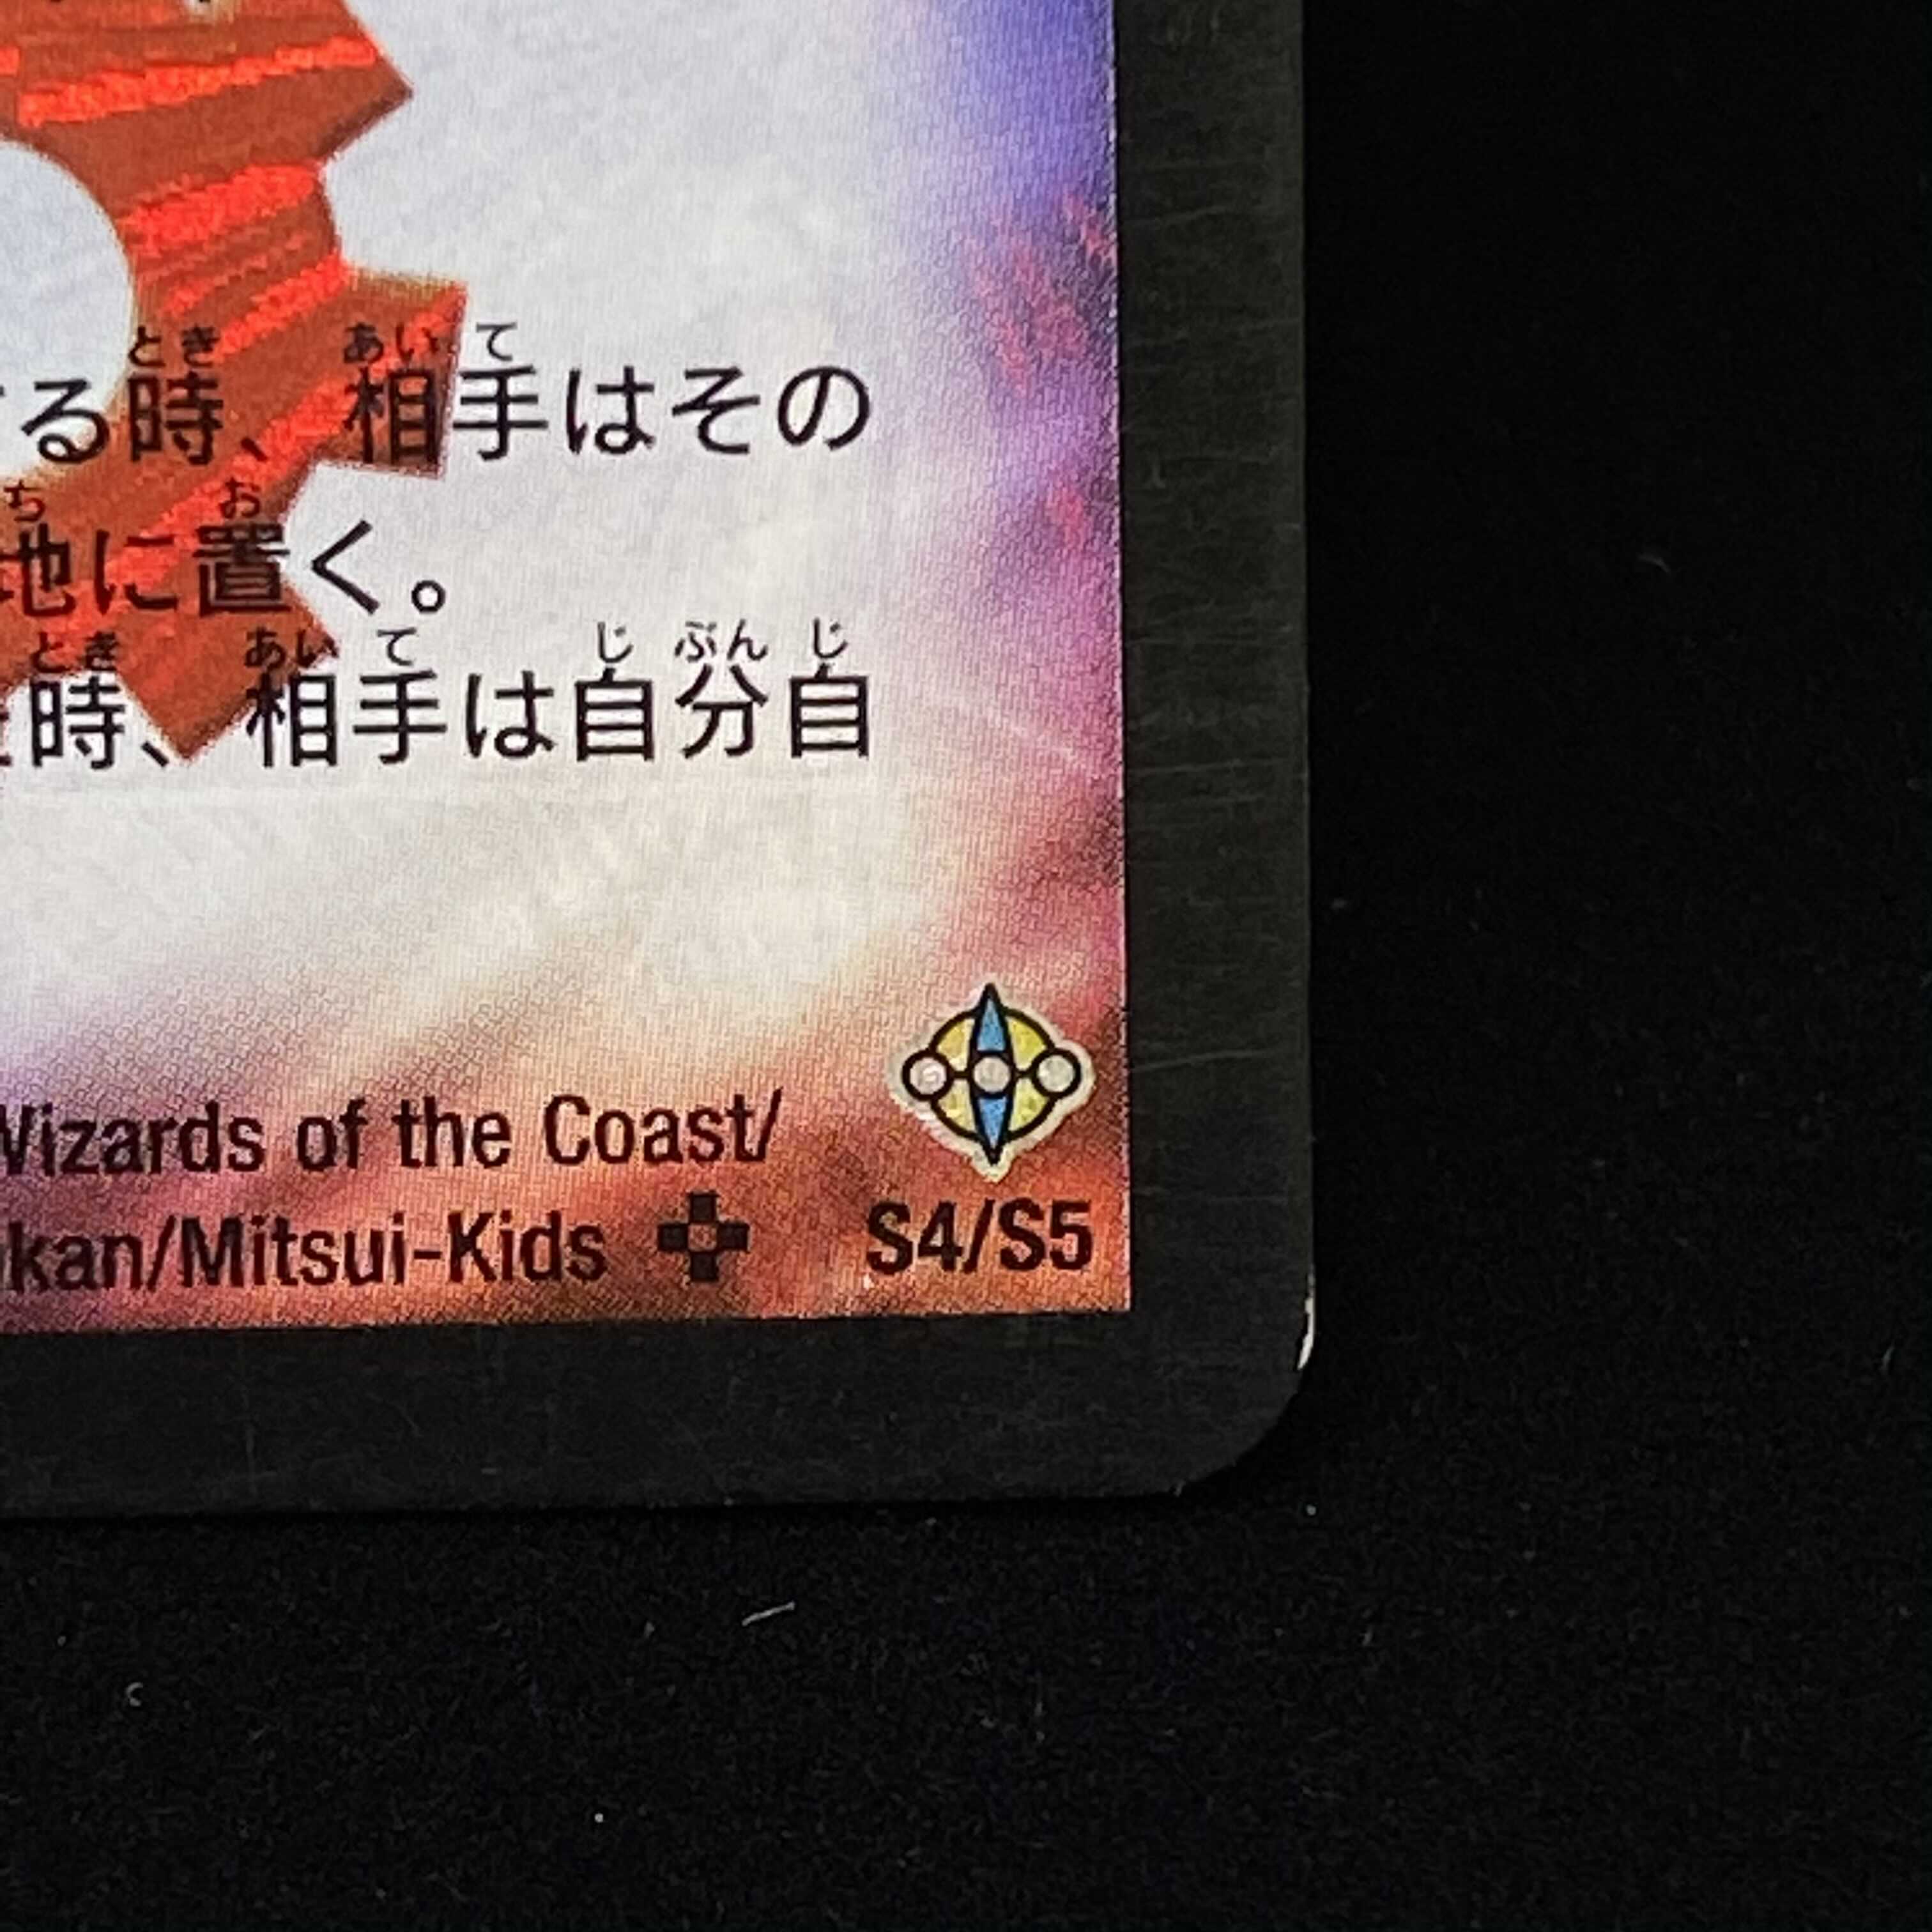 る時、相手はその
地に置く。
時、相手は自分自
Wizards of the Coast/
kan/Mitsui-Kids S4/S5